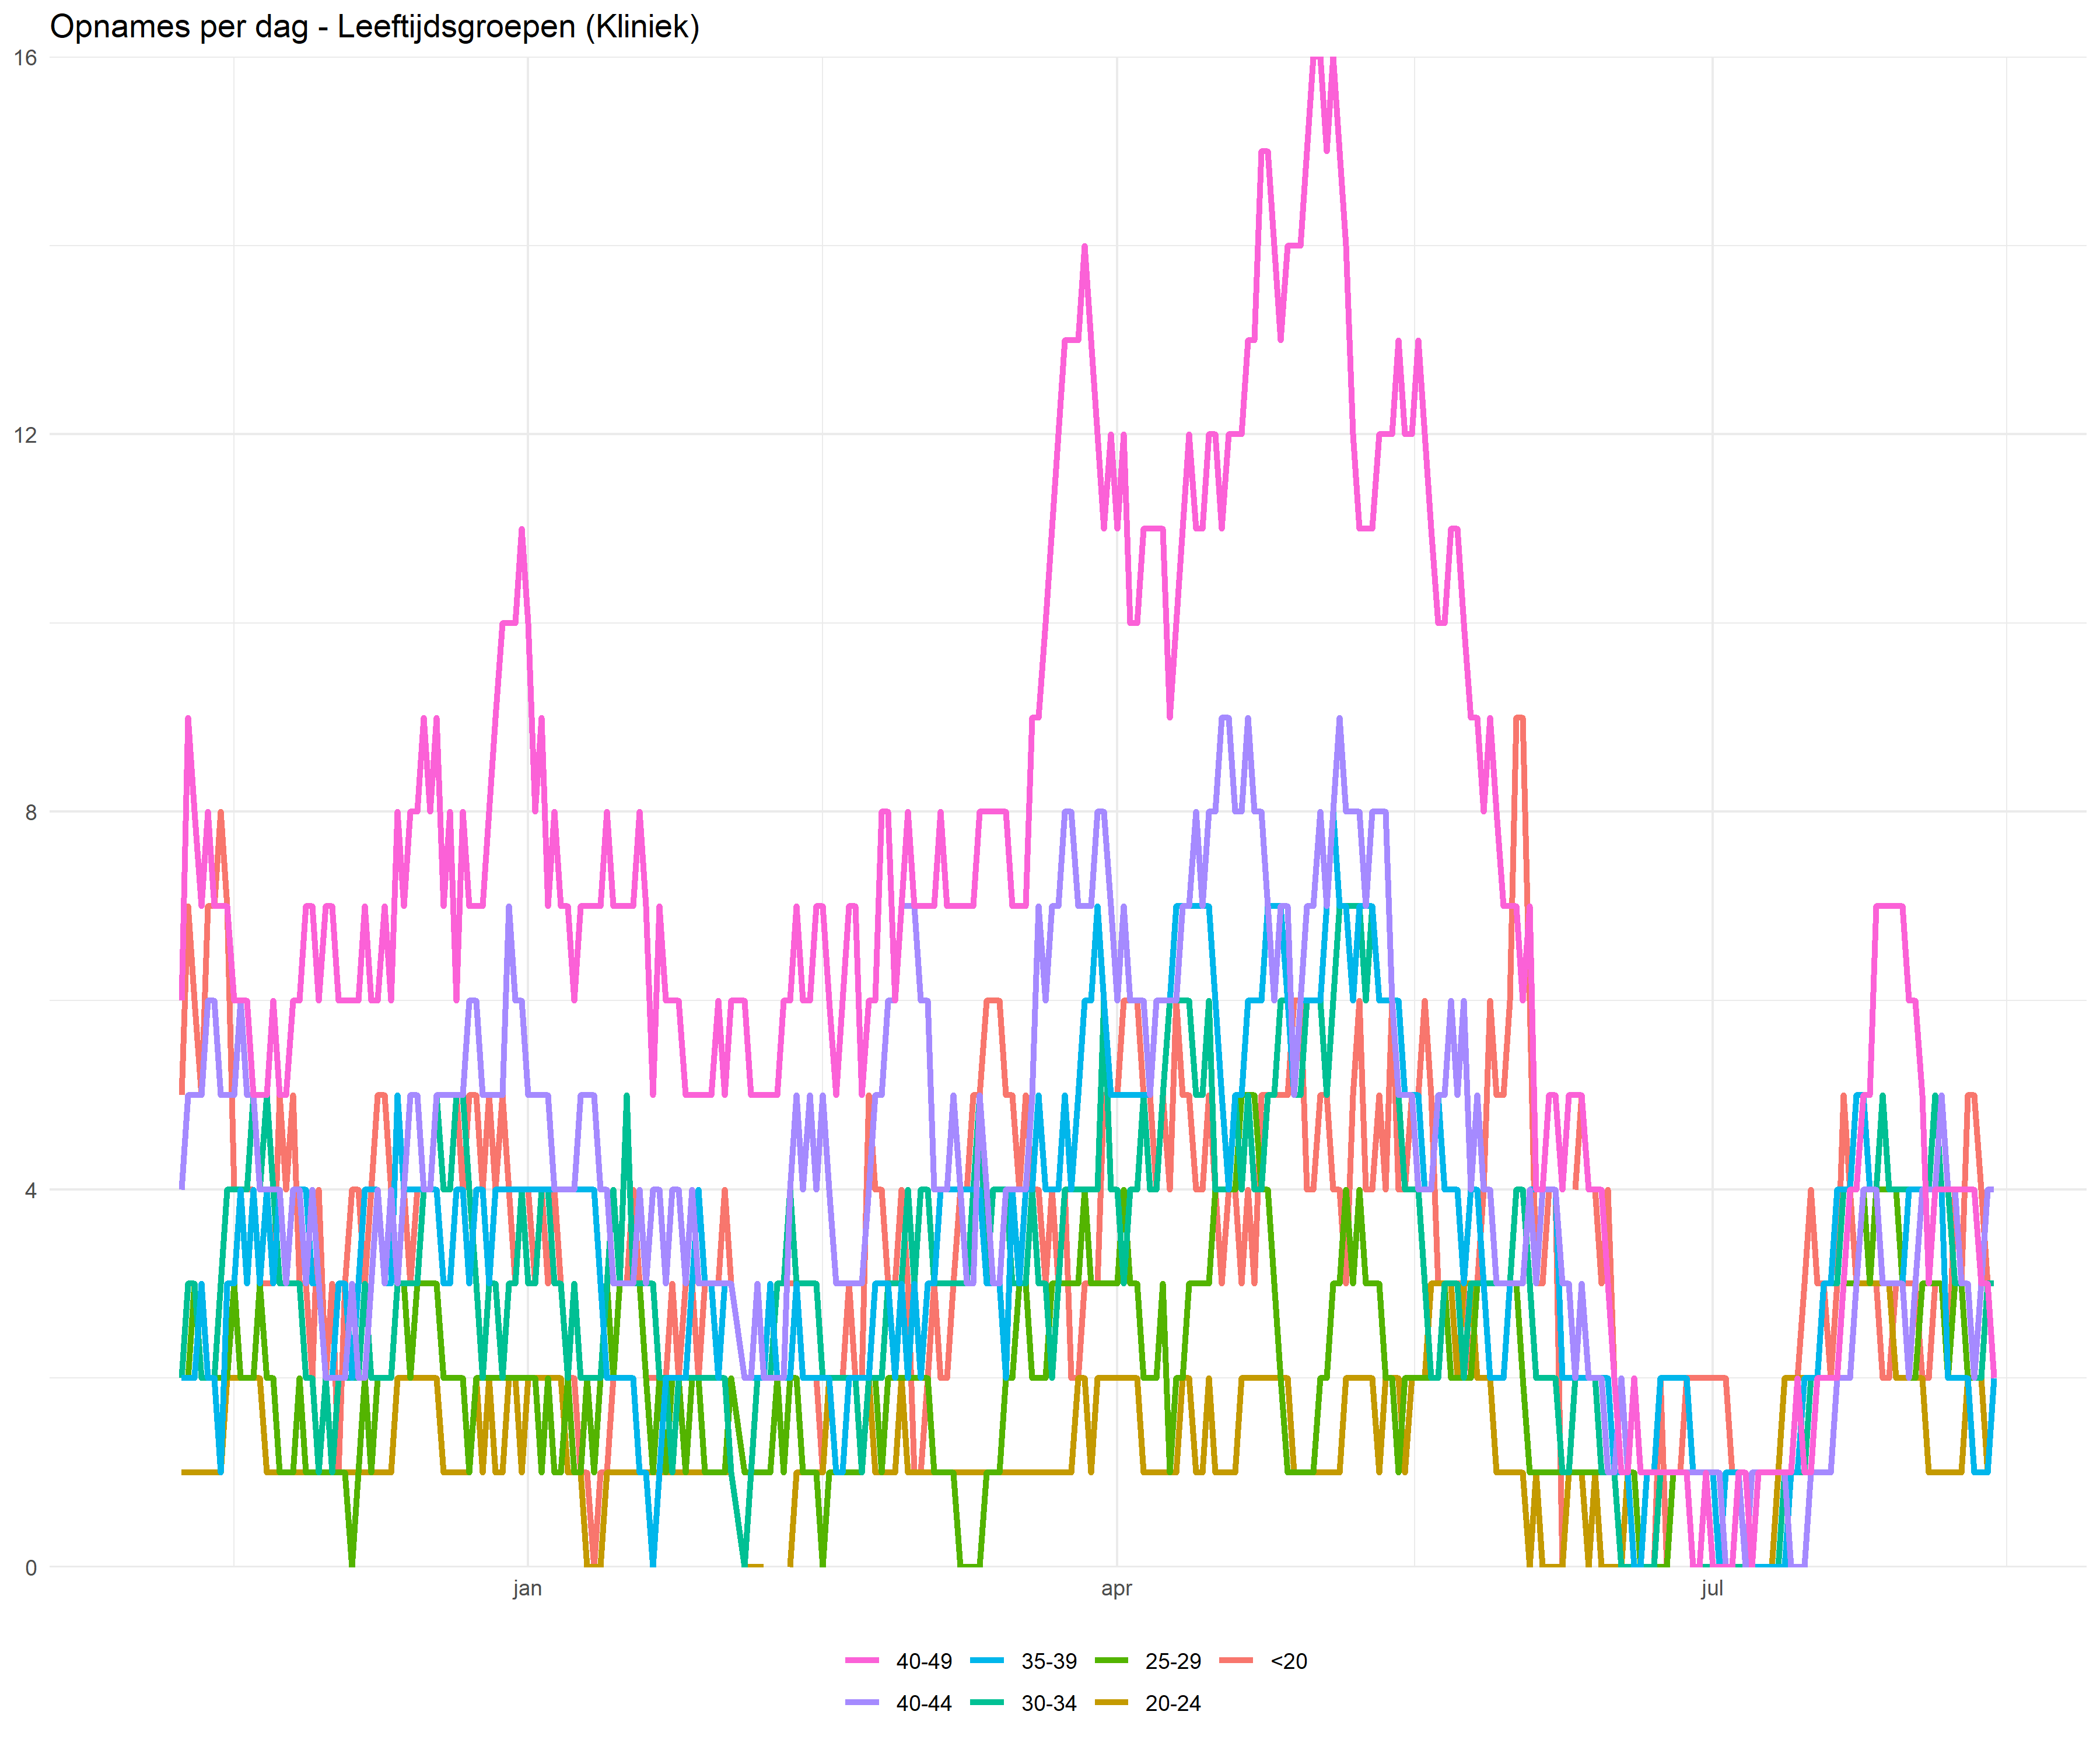 Opnames per dag - Leeftijdsgroepen (Kliniek)
16
12
8
4
0
jan apr jul
40-49 35-39 25-29 <20
40-44 30-34 20-24